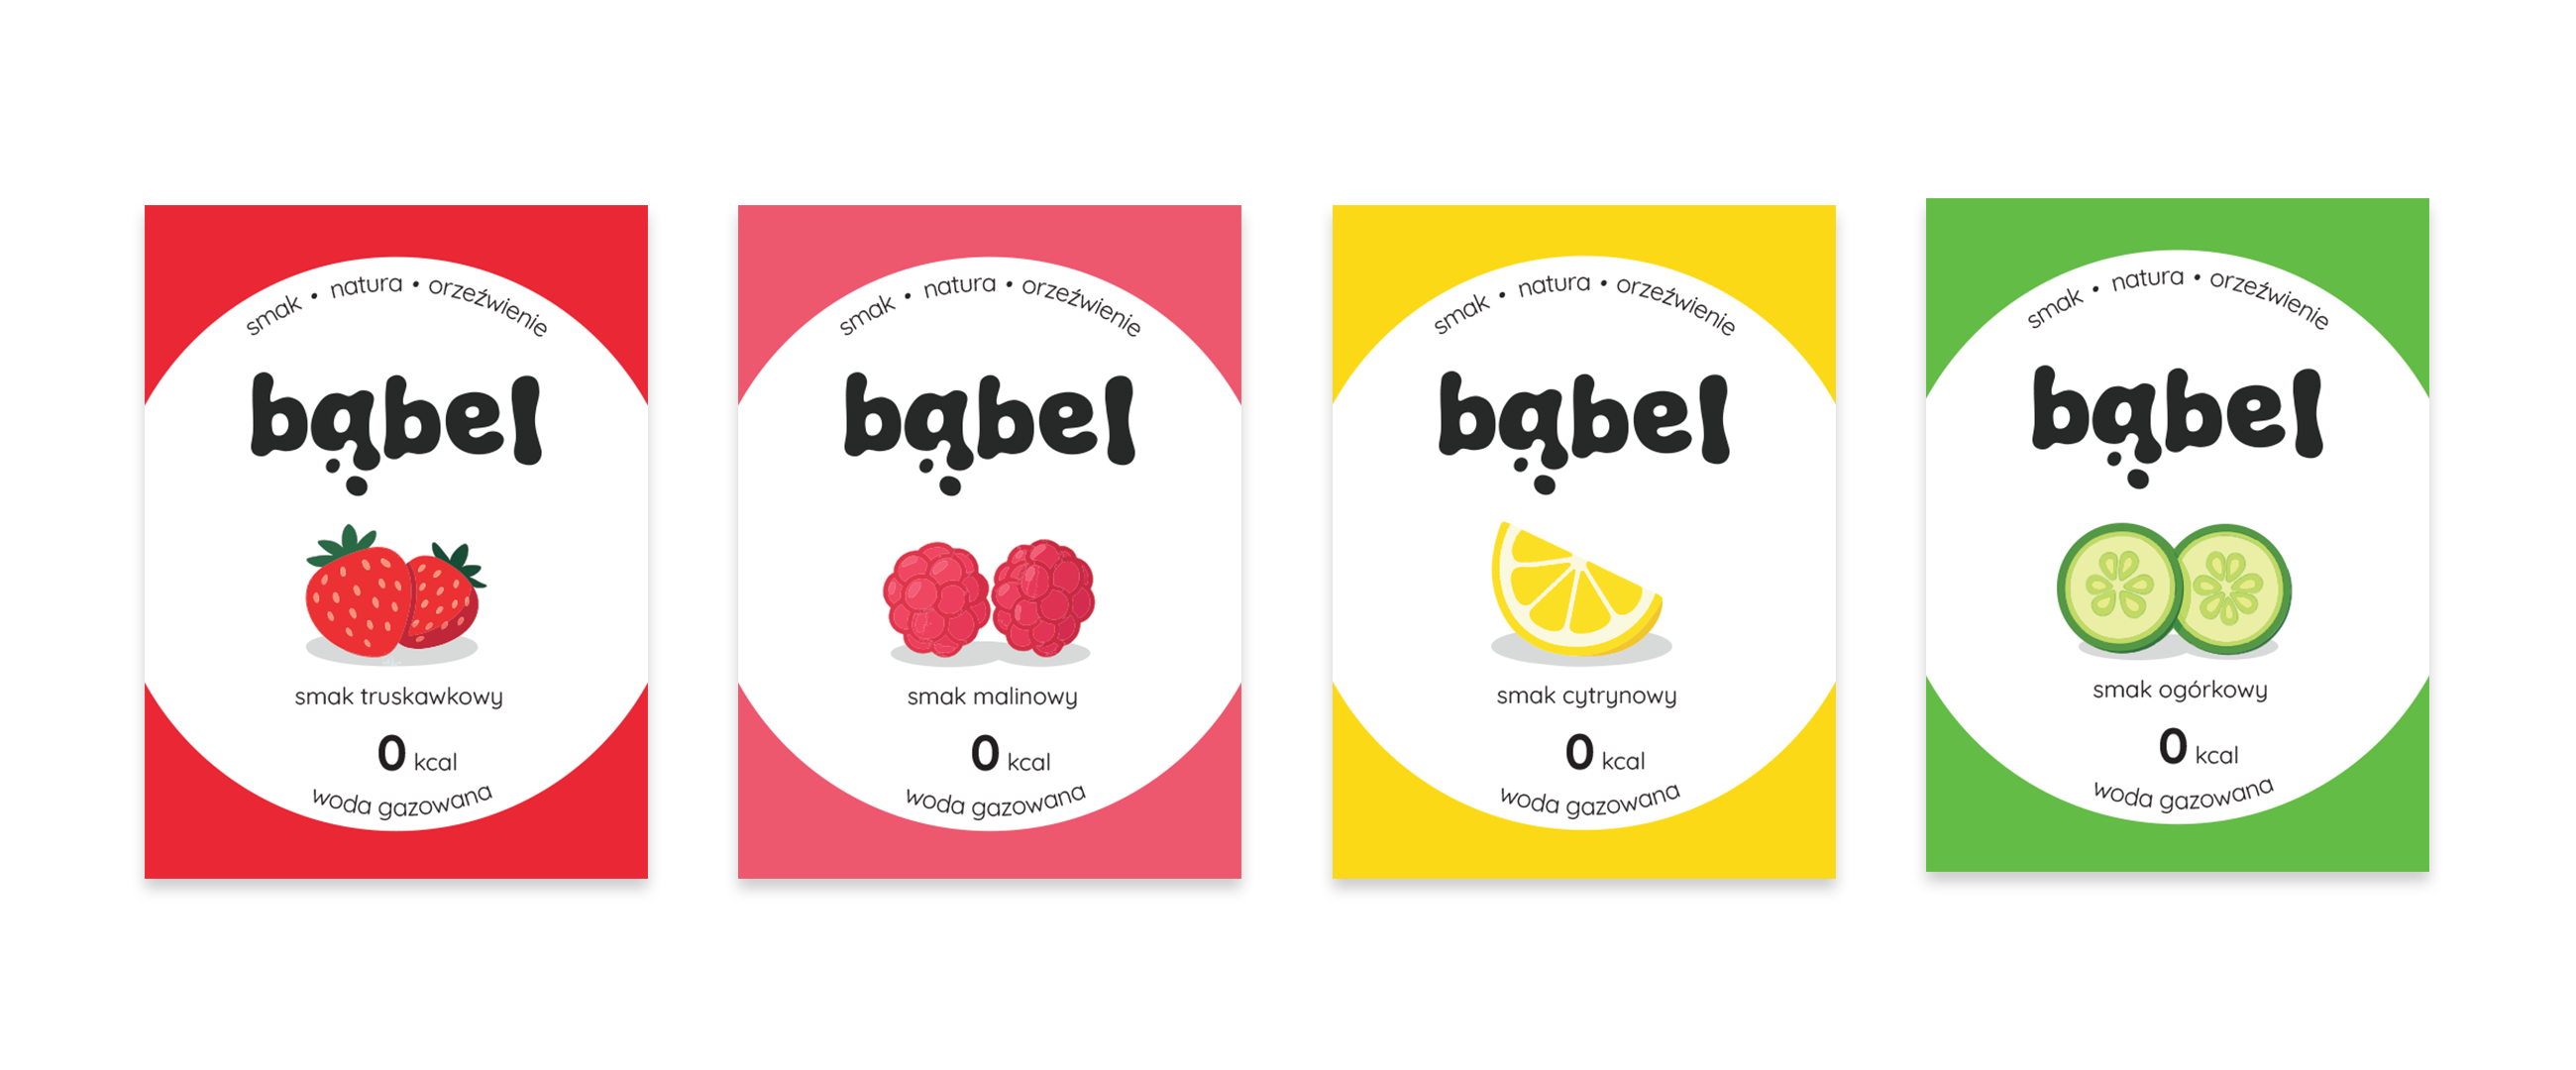 smak • natura • orzeźwienie
bąbel
smak truskawkowy
0 kcal
woda gazowana
smak • natura • orzeźwienie
bąbel
smak malinowy
0 kcal
woda gazowana
smak • natura • orzeźwienie
bąbel
smak cytrynowy
0 kcal
woda gazowana
smak • natura • orzeźwienie
bąbel
smak ogórkowy
0 kcal
woda gazowana